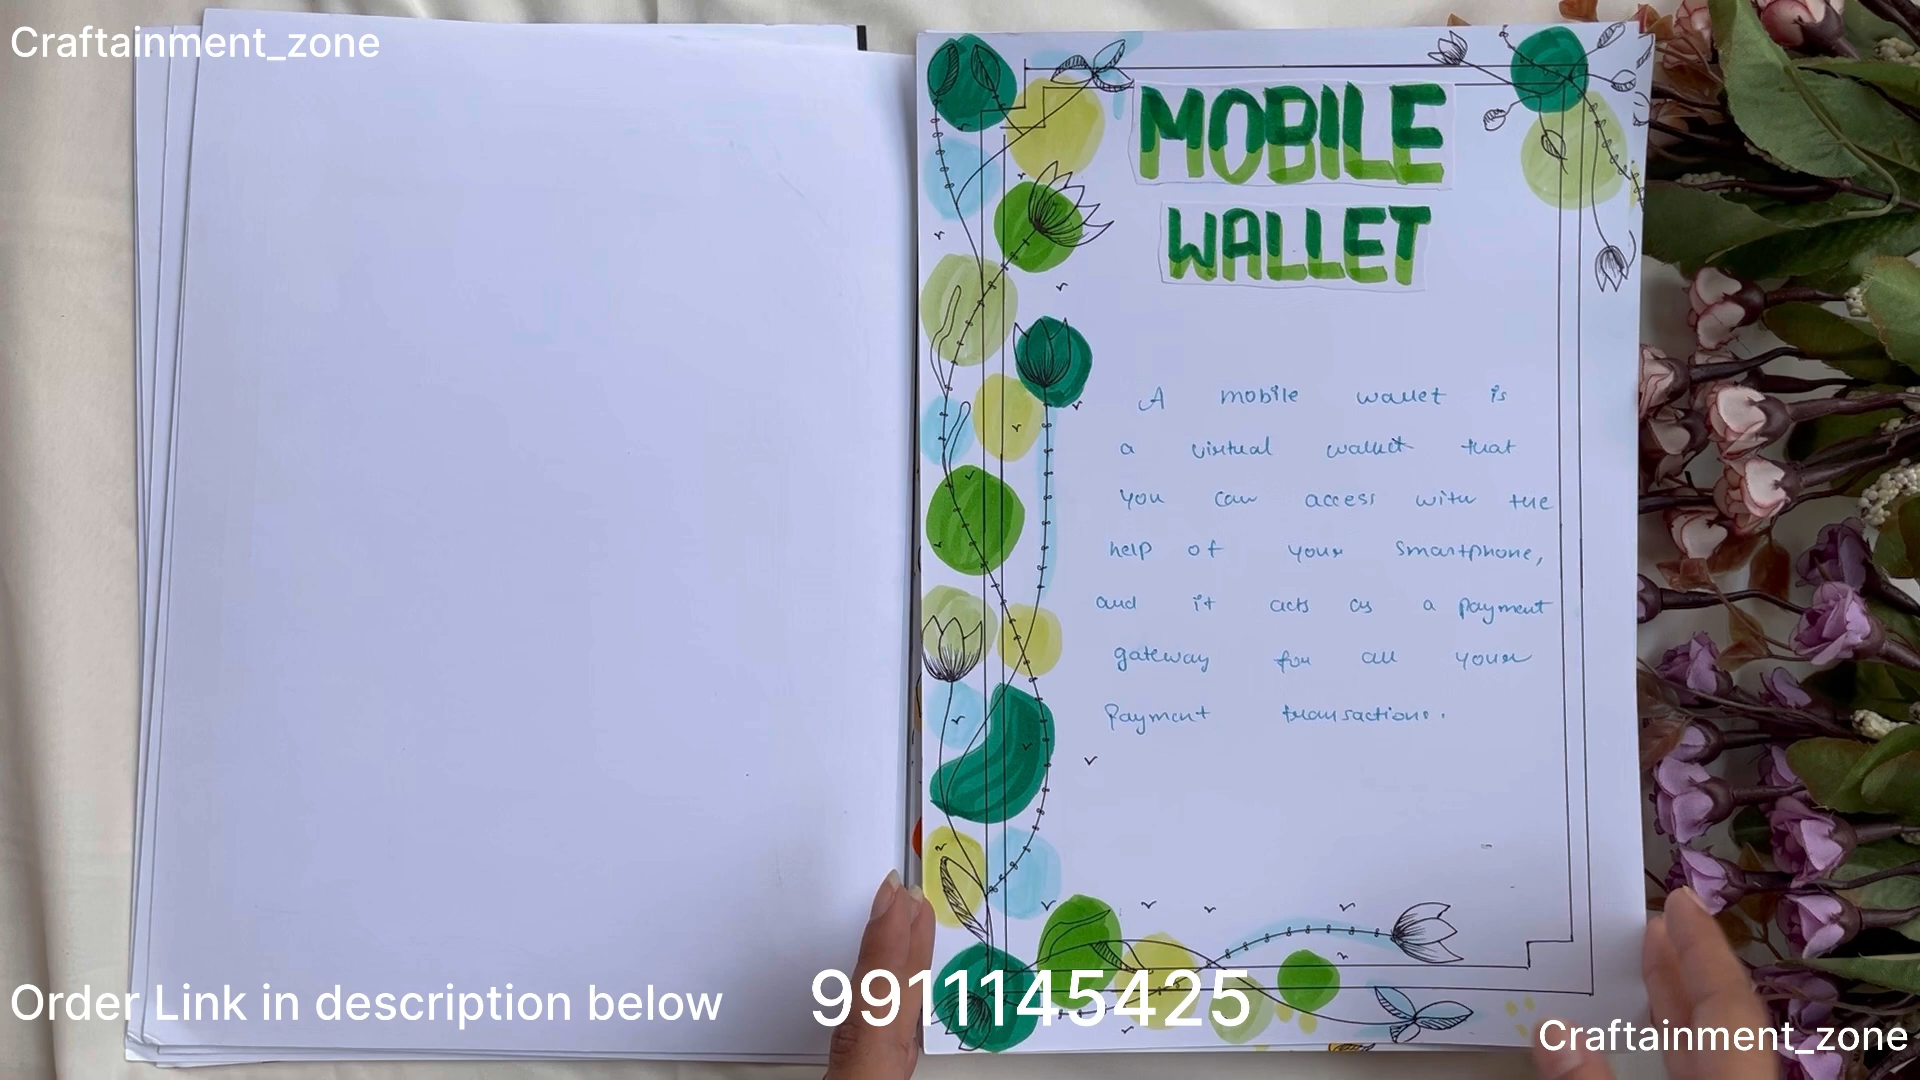 Craftainment_zone
MOBILE
WALLET
A mobile wallet is
a virtual wallet that
you can access with the
help of your smartphone,
and it acts as a payment
gateway for all your
Payment transactions.
Order Link in description below
9911145425
Craftainment_zone